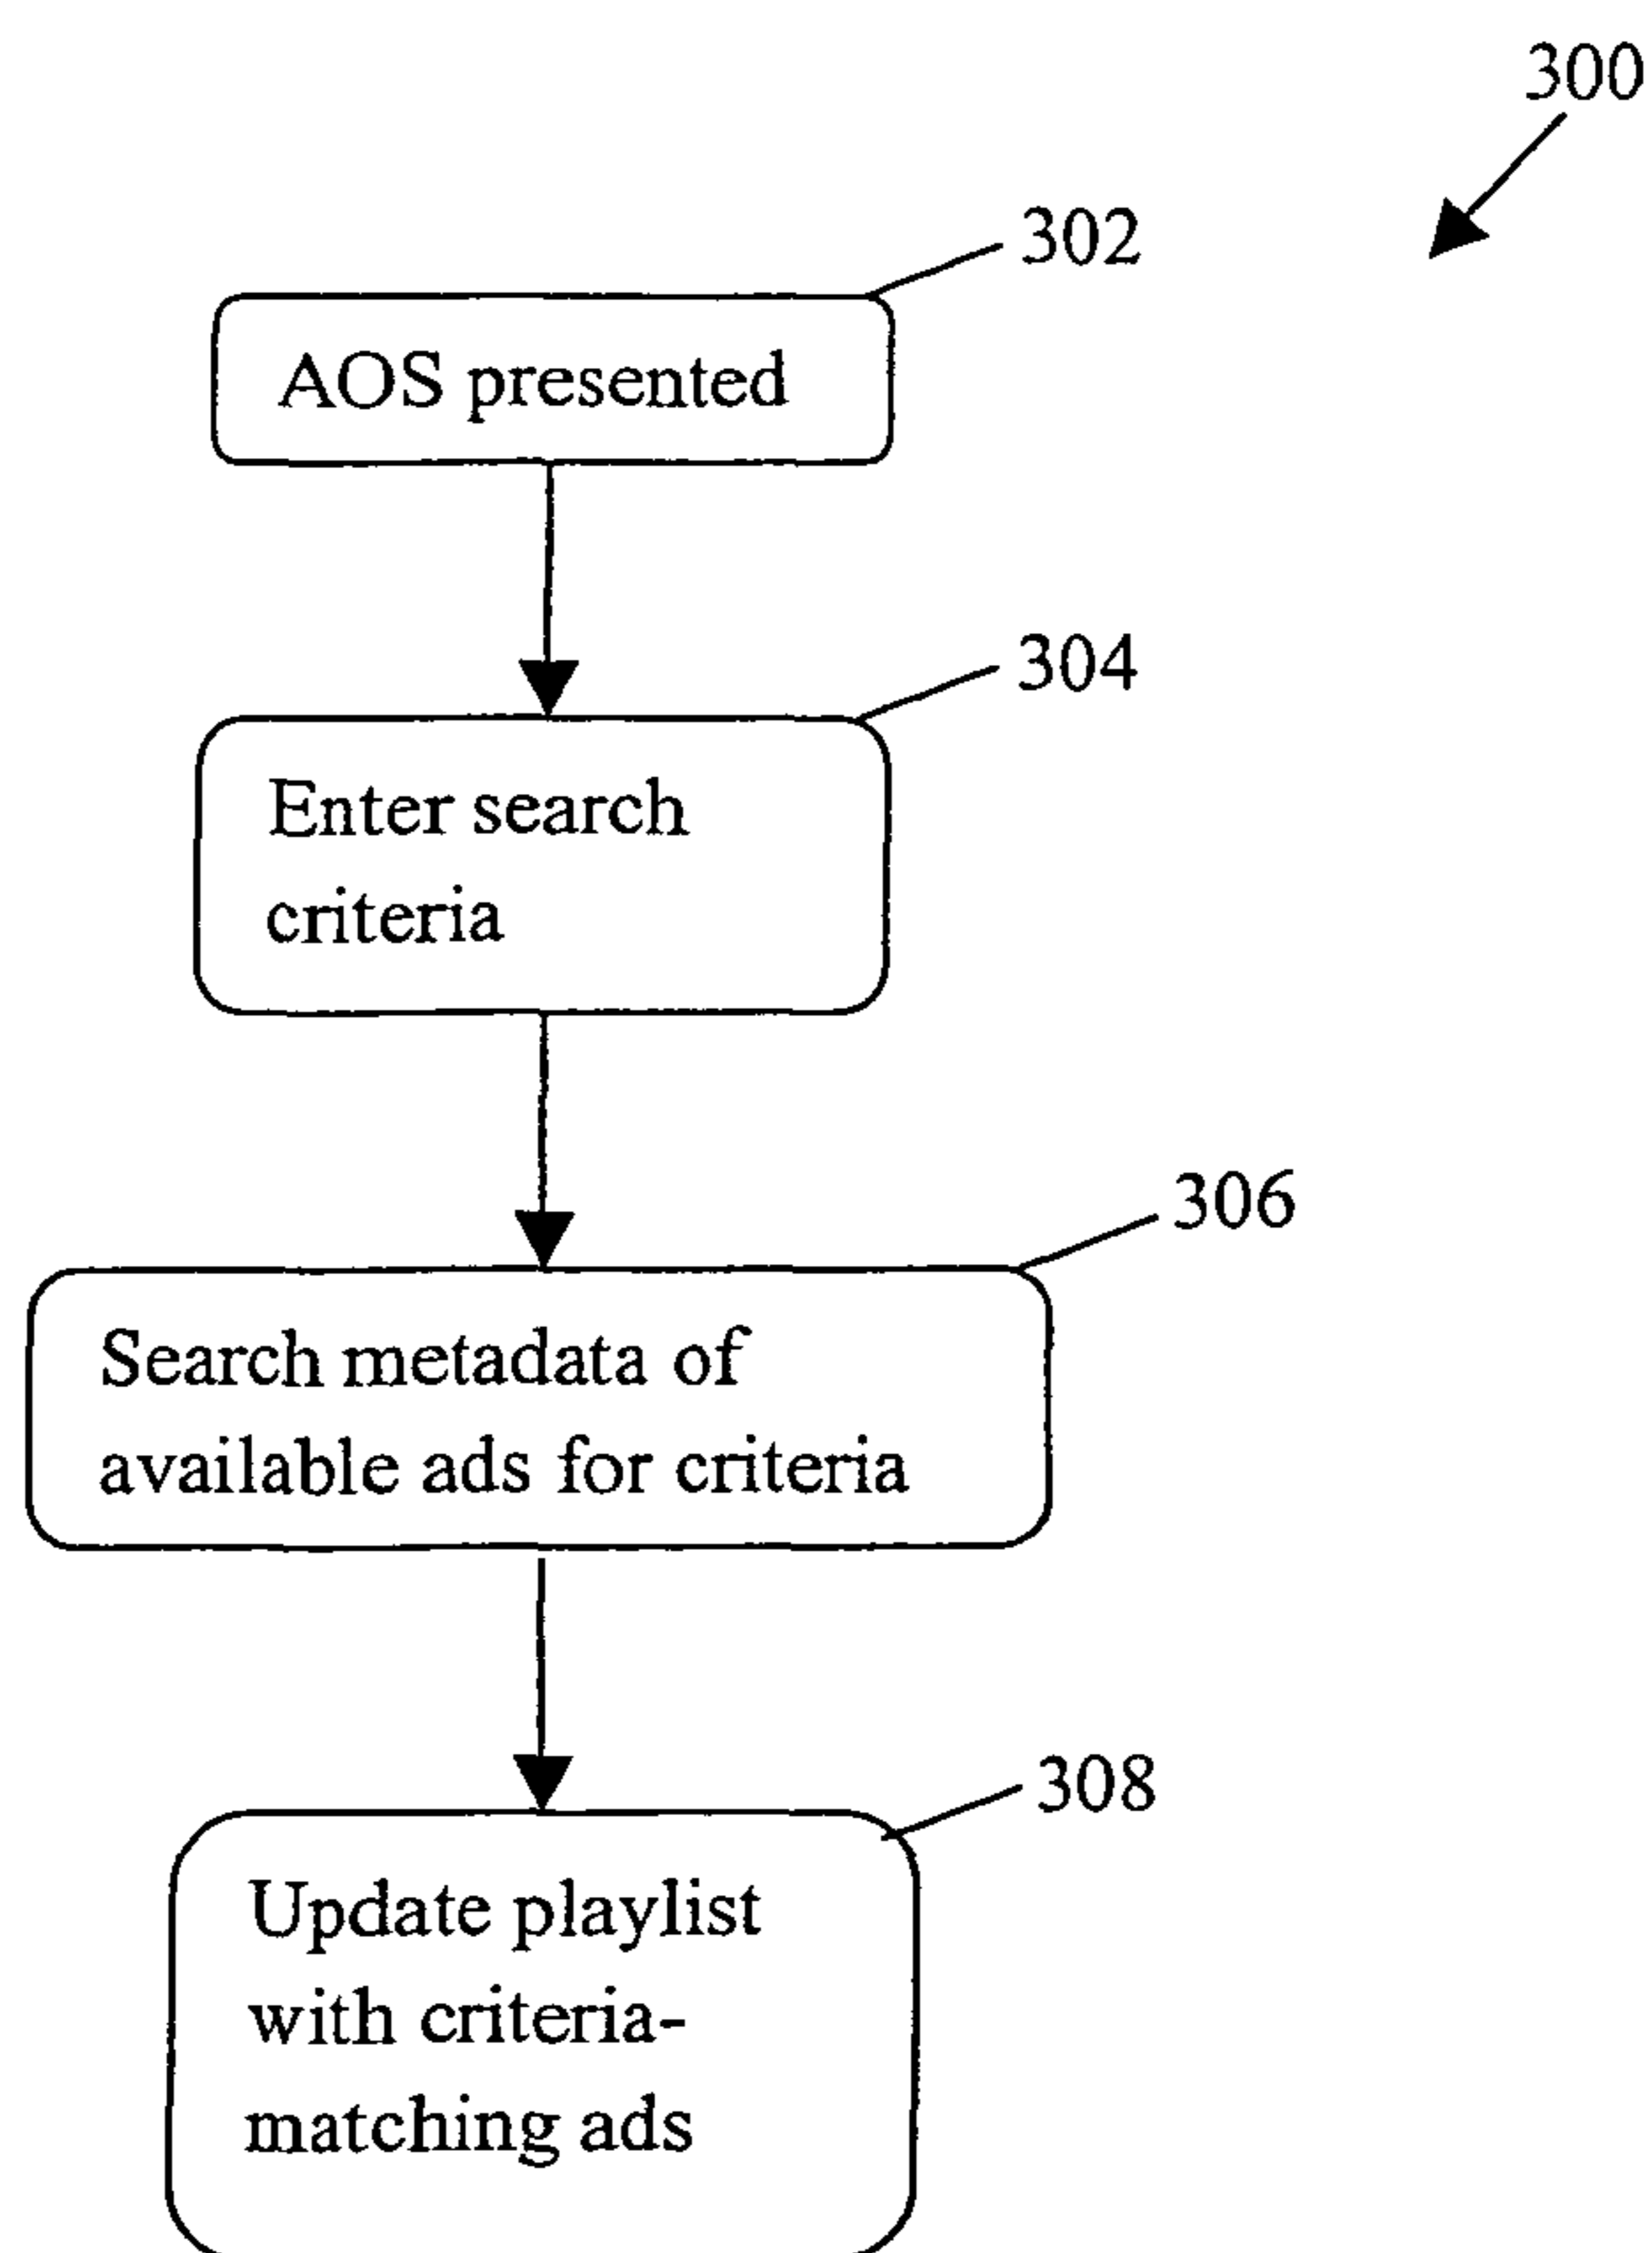 300
302
AOS presented
304
Enter search
criteria
306
Search metadata of
available ads for criteria
308
Update playlist
with criteria-
matching ads